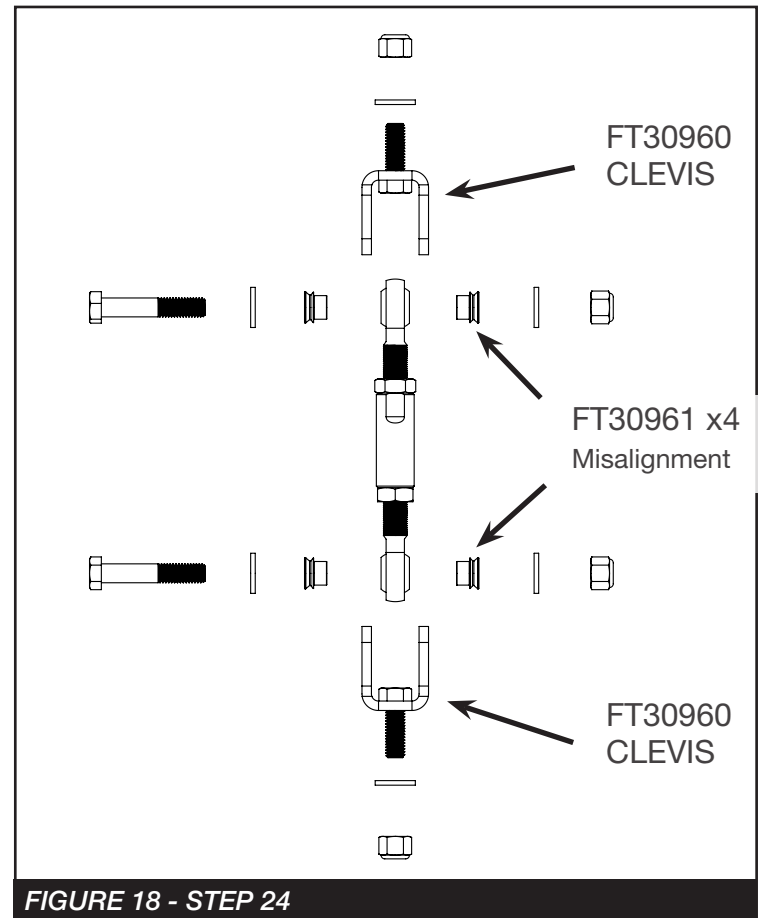 FT30960
CLEVIS
FT30961 x4
Misalignment
FT30960
CLEVIS
FIGURE 18 - STEP 24